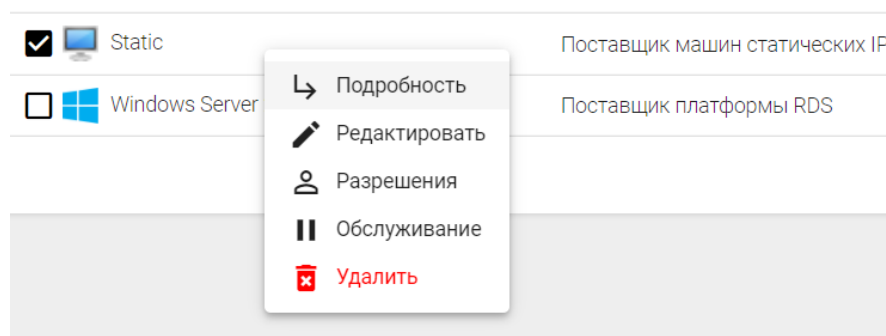 Static
Поставщик машин статических IP
Подробность
Windows Server
Поставщик платформы RDS
Редактировать
Разрешения
Обслуживание
Удалить